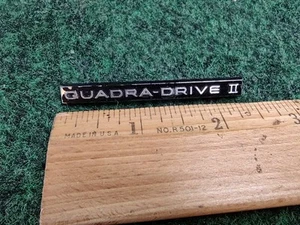 QUADRA-DRIVE II
1 2
MADE IN U.S.A. NO. R501-12